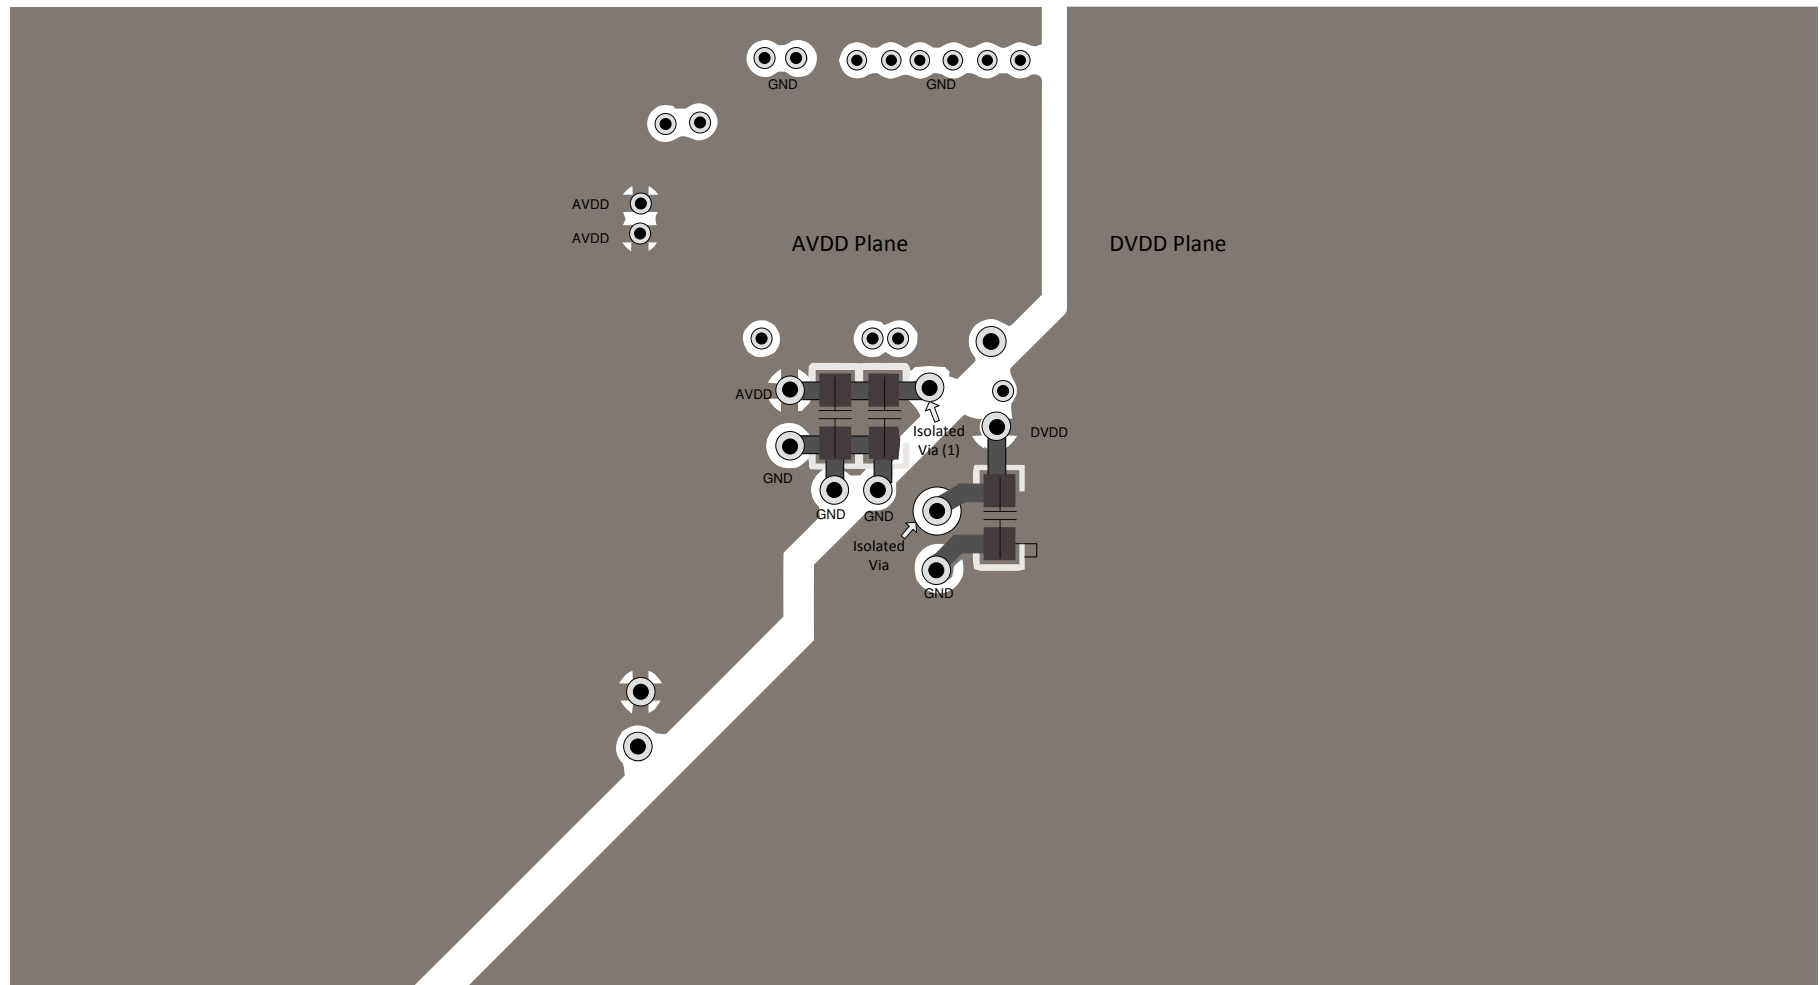 GND
GND
AVDD
AVDD
AVDD Plane
DVDD Plane
AVDD
Isolated
Via (1)
DVDD
GND
GND
GND
Isolated
Via
GND